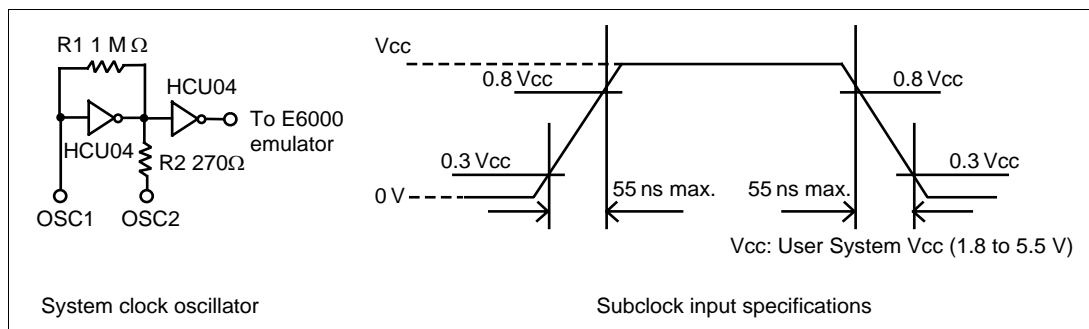 R1 1 M Ω
HCU04
To E6000
emulator
HCU04
R2 270Ω
OSC1
OSC2
System clock oscillator
Vcc
0.8 Vcc
0.8 Vcc
0.3 Vcc
0.3 Vcc
0 V
55 ns max.
55 ns max.
Vcc: User System Vcc (1.8 to 5.5 V)
Subclock input specifications